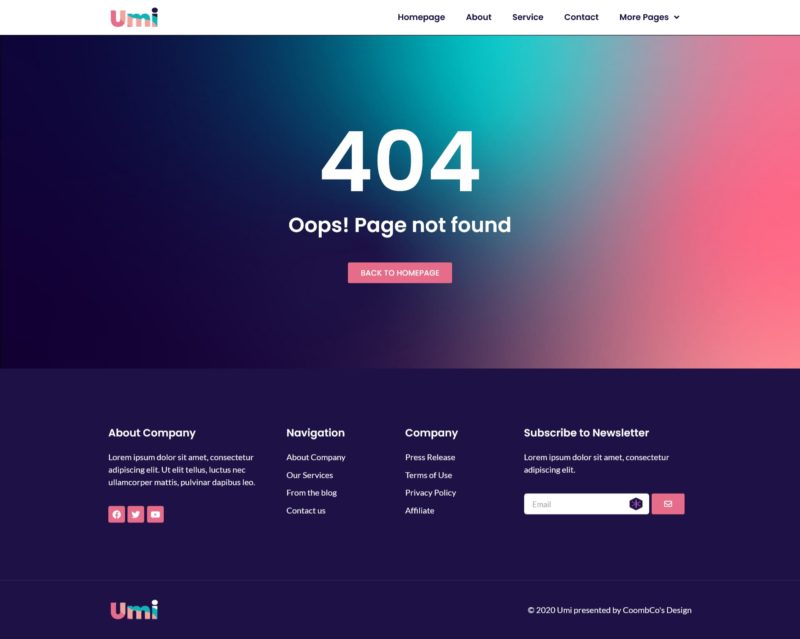 Umi
Homepage About Service Contact More Pages
404
Oops! Page not found
BACK TO HOMEPAGE
About Company
Lorem ipsum dolor sit amet, consectetur
adipiscing elit. Ut elit tellus, luctus nec
ullamcorper mattis, pulvinar dapibus leo.
Navigation
About Company
Our Services
From the blog
Contact us
Company
Press Release
Terms of Use
Privacy Policy
Affiliate
Subscribe to Newsletter
Lorem ipsum dolor sit amet, consectetur
adipiscing elit.
Email
Umi
© 2020 Umi presented by CoombCo's Design